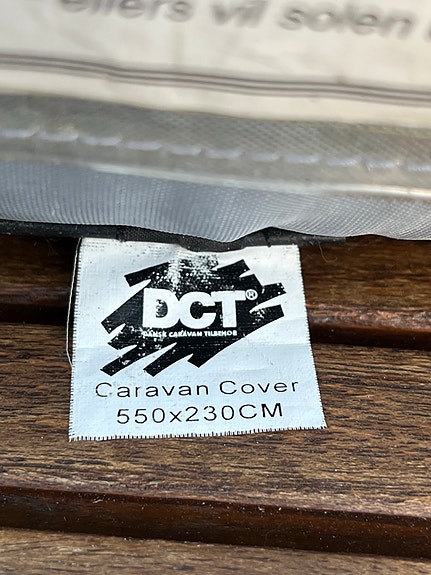 ellers vil solen
DCT®
DANSK CARAVAN TILBEHØR
Caravan Cover
550x230CM